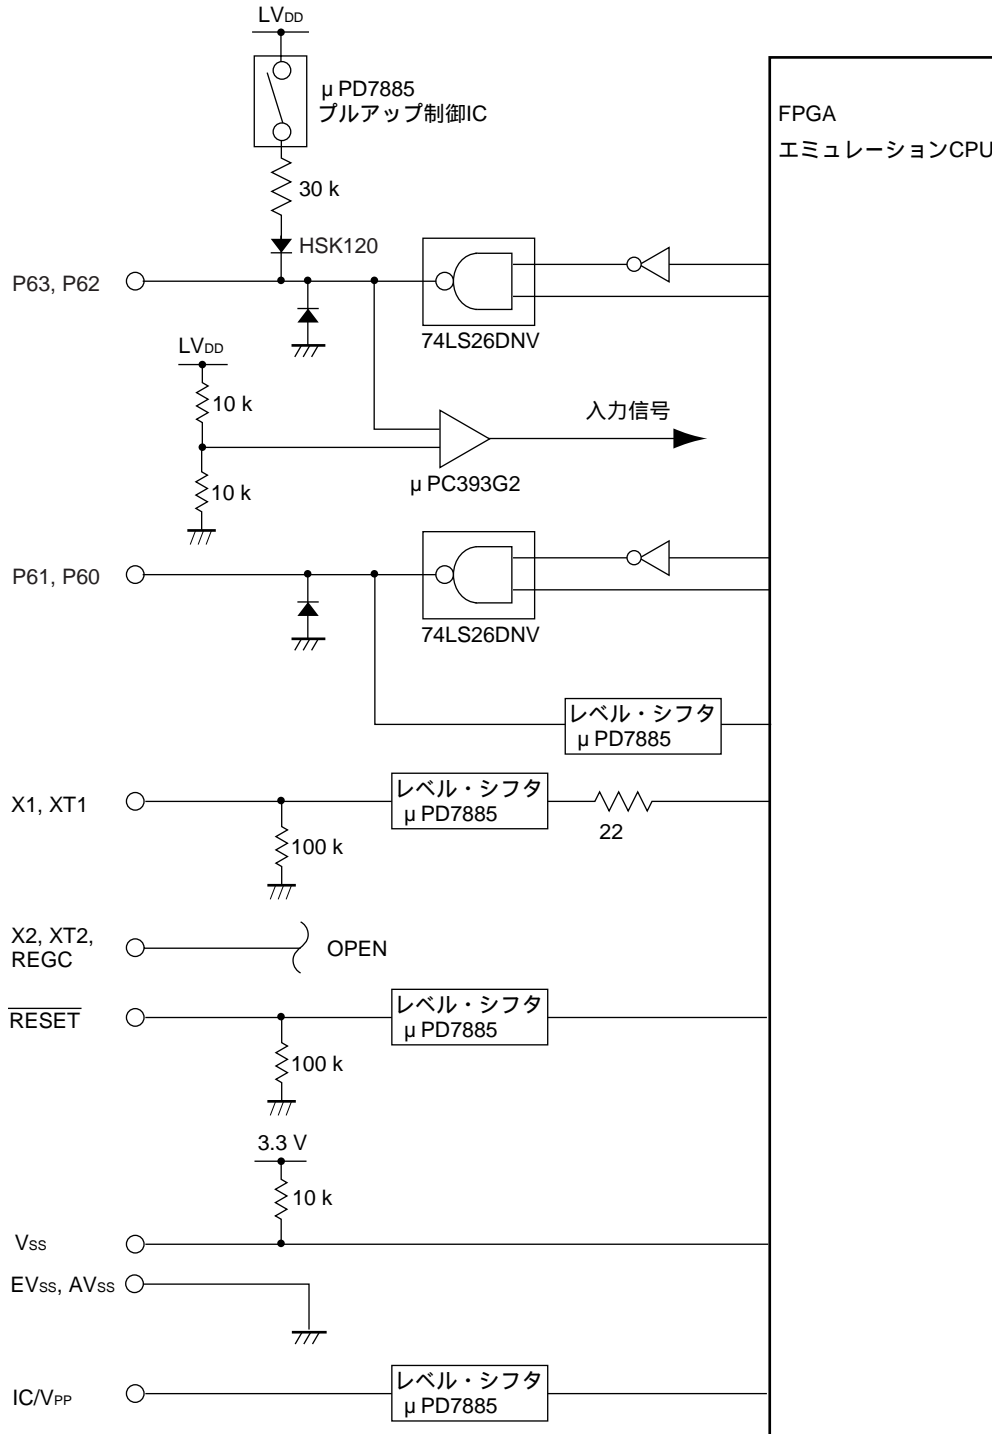 LVDD
μPD7885
プルアップ制御IC
FPGA
エミュレーションCPU
30 k
HSK120
P63, P62
74LS26DNV
LVDD
10 k
入力信号
10 k
μPC393G2
P61, P60
74LS26DNV
レベル・シフタ
μPD7885
X1, XT1
レベル・シフタ
μPD7885
22
100 k
X2, XT2,
REGC
OPEN
RESET
レベル・シフタ
μPD7885
100 k
3.3 V
10 k
VSS
EVSS, AVSS
IC/VPP
レベル・シフタ
μPD7885